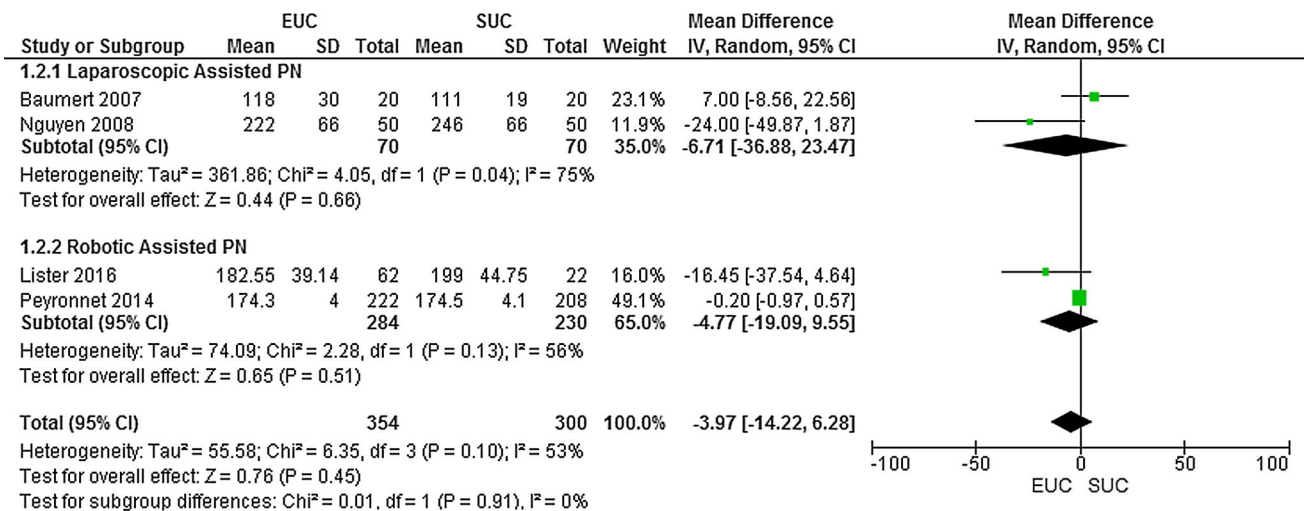 EUC SUC Mean Difference Mean Difference
Study or Subgroup Mean SD Total Mean SD Total Weight IV, Random, 95% CI IV, Random, 95% CI
1.2.1 Laparoscopic Assisted PN
Baumert 2007 118 30 20 111 19 20 23.1% 7.00 [-8.56, 22.56]
Nguyen 2008 222 66 50 246 66 50 11.9% -24.00 [-49.87, 1.87]
Subtotal (95% CI) 70 70 35.0% -6.71 [-36.88, 23.47]
Heterogeneity: Tau² = 361.86; Chi² = 4.05, df = 1 (P = 0.04); I² = 75%
Test for overall effect: Z = 0.44 (P = 0.66)
1.2.2 Robotic Assisted PN
Lister 2016 182.55 39.14 62 199 44.75 22 16.0% -16.45 [-37.54, 4.64]
Peyronnet 2014 174.3 4 222 174.5 4.1 208 49.1% -0.20 [-0.97, 0.57]
Subtotal (95% CI) 284 230 65.0% -4.77 [-19.09, 9.55]
Heterogeneity: Tau² = 74.09; Chi² = 2.28, df = 1 (P = 0.13); I² = 56%
Test for overall effect: Z = 0.65 (P = 0.51)
Total (95% CI) 354 300 100.0% -3.97 [-14.22, 6.28]
Heterogeneity: Tau² = 55.58; Chi² = 6.35, df = 3 (P = 0.10); I² = 53%
Test for overall effect: Z = 0.76 (P = 0.45)
Test for subgroup differences: Chi² = 0.01, df = 1 (P = 0.91), I² = 0%
-100 -50 0 50 100
EUC SUC